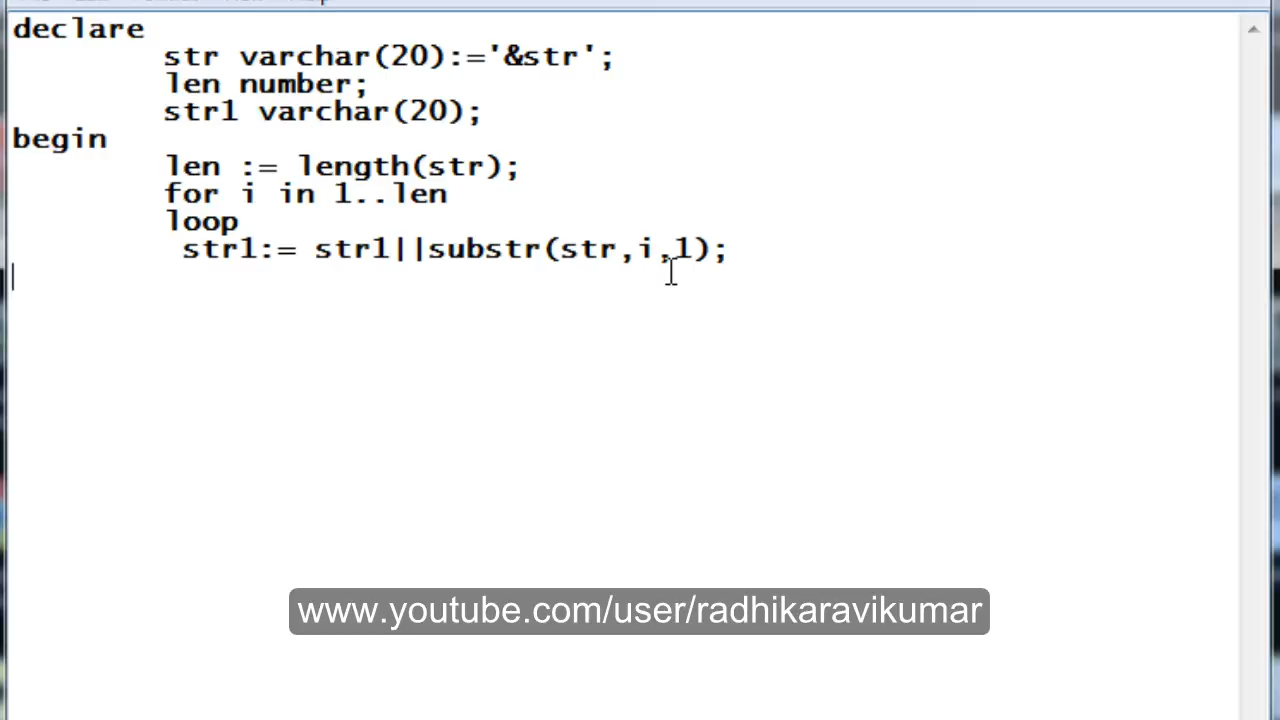 declare
str varchar(20):='&str';
len number;
str1 varchar(20);
begin
len := length(str);
for i in 1..len
loop
str1:= str1||substr(str,i,1);
www.youtube.com/user/radhikaravikumar